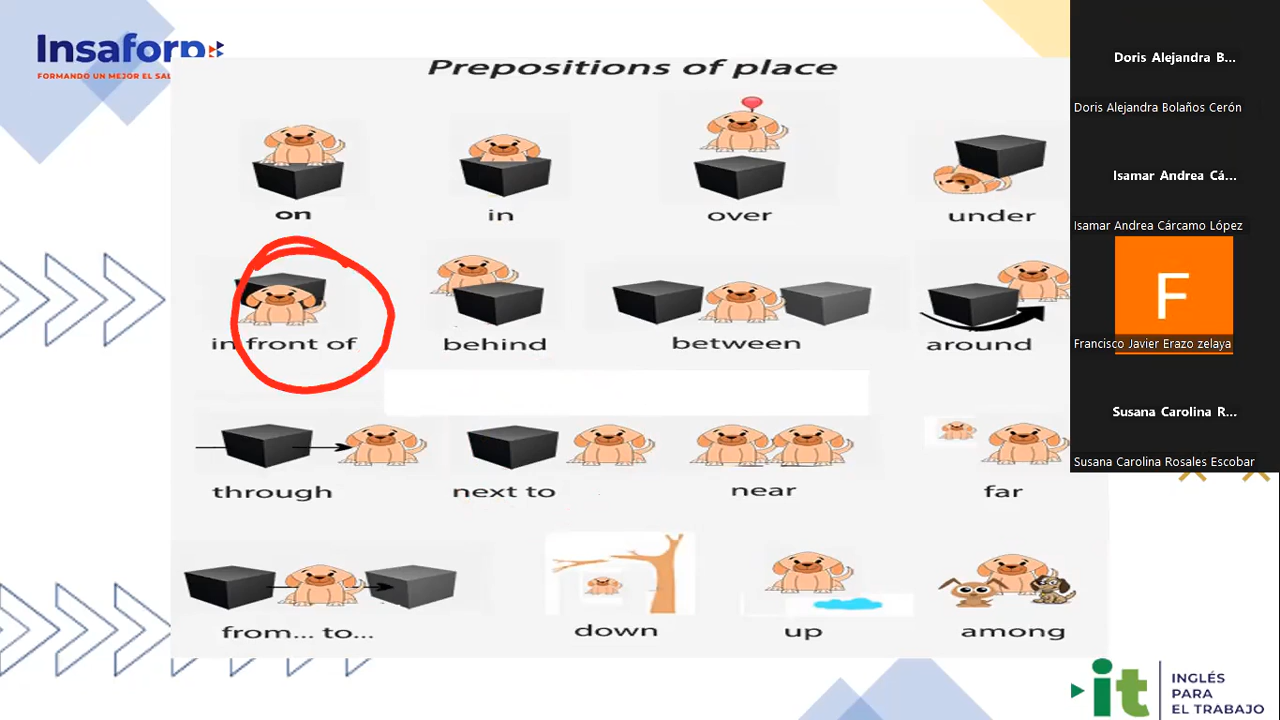 Insaforp
FORMANDO UN MEJOR EL SAL
Prepositions of place
on
in
over
under
in front of
behind
between
around
through
next to
near
far
from... to...
down
up
among
Doris Alejandra B...
Doris Alejandra Bolaños Cerón
Isamar Andrea Cá...
Isamar Andrea Cárcamo López
F
Francisco Javier Erazo zelaya
Susana Carolina R...
Susana Carolina Rosales Escobar
it
INGLÉS
PARA
EL TRABAJO